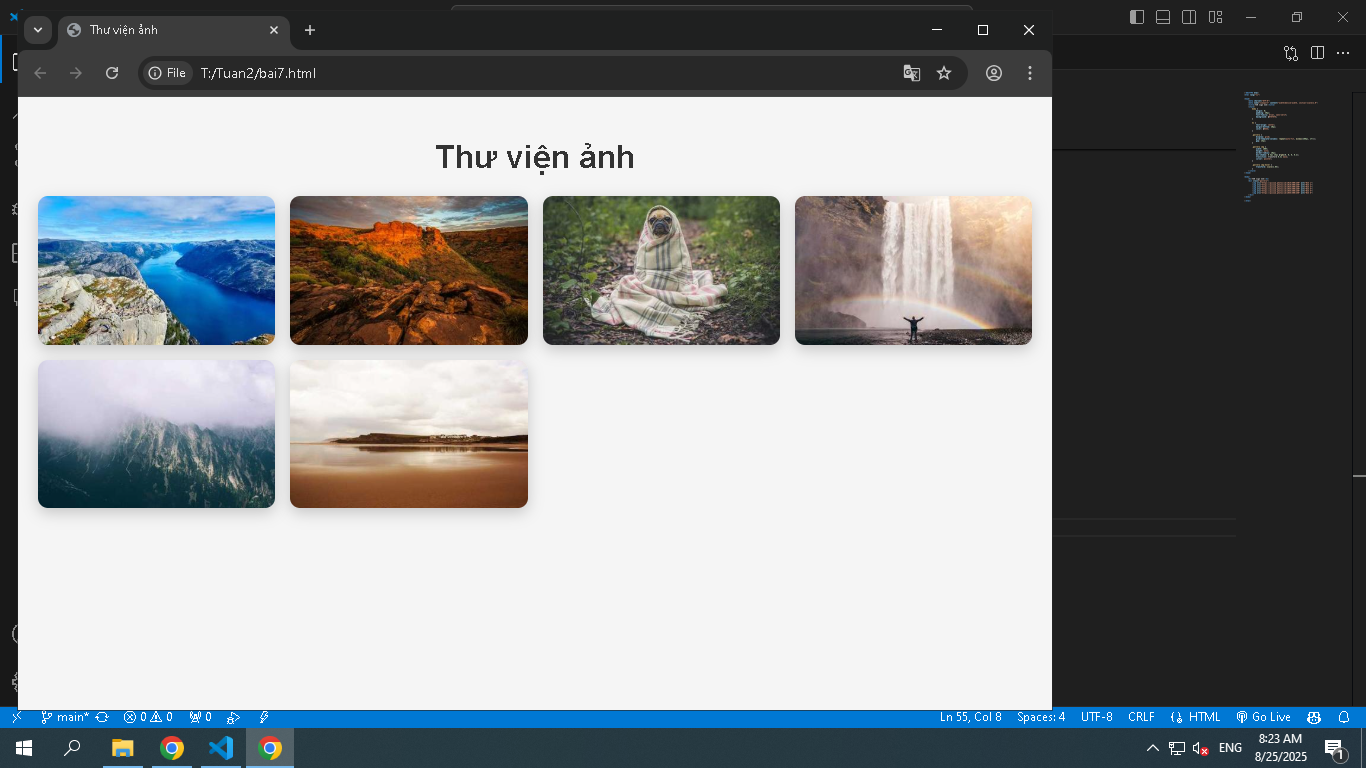 Thư viện ảnh
File
T:/Tuan2/bai7.html
Thư viện ảnh
main*
0
0
0
Ln 55, Col 8
Spaces: 4
UTF-8
CRLF
HTML
Go Live
ENG
8:23 AM
8/25/2025
1